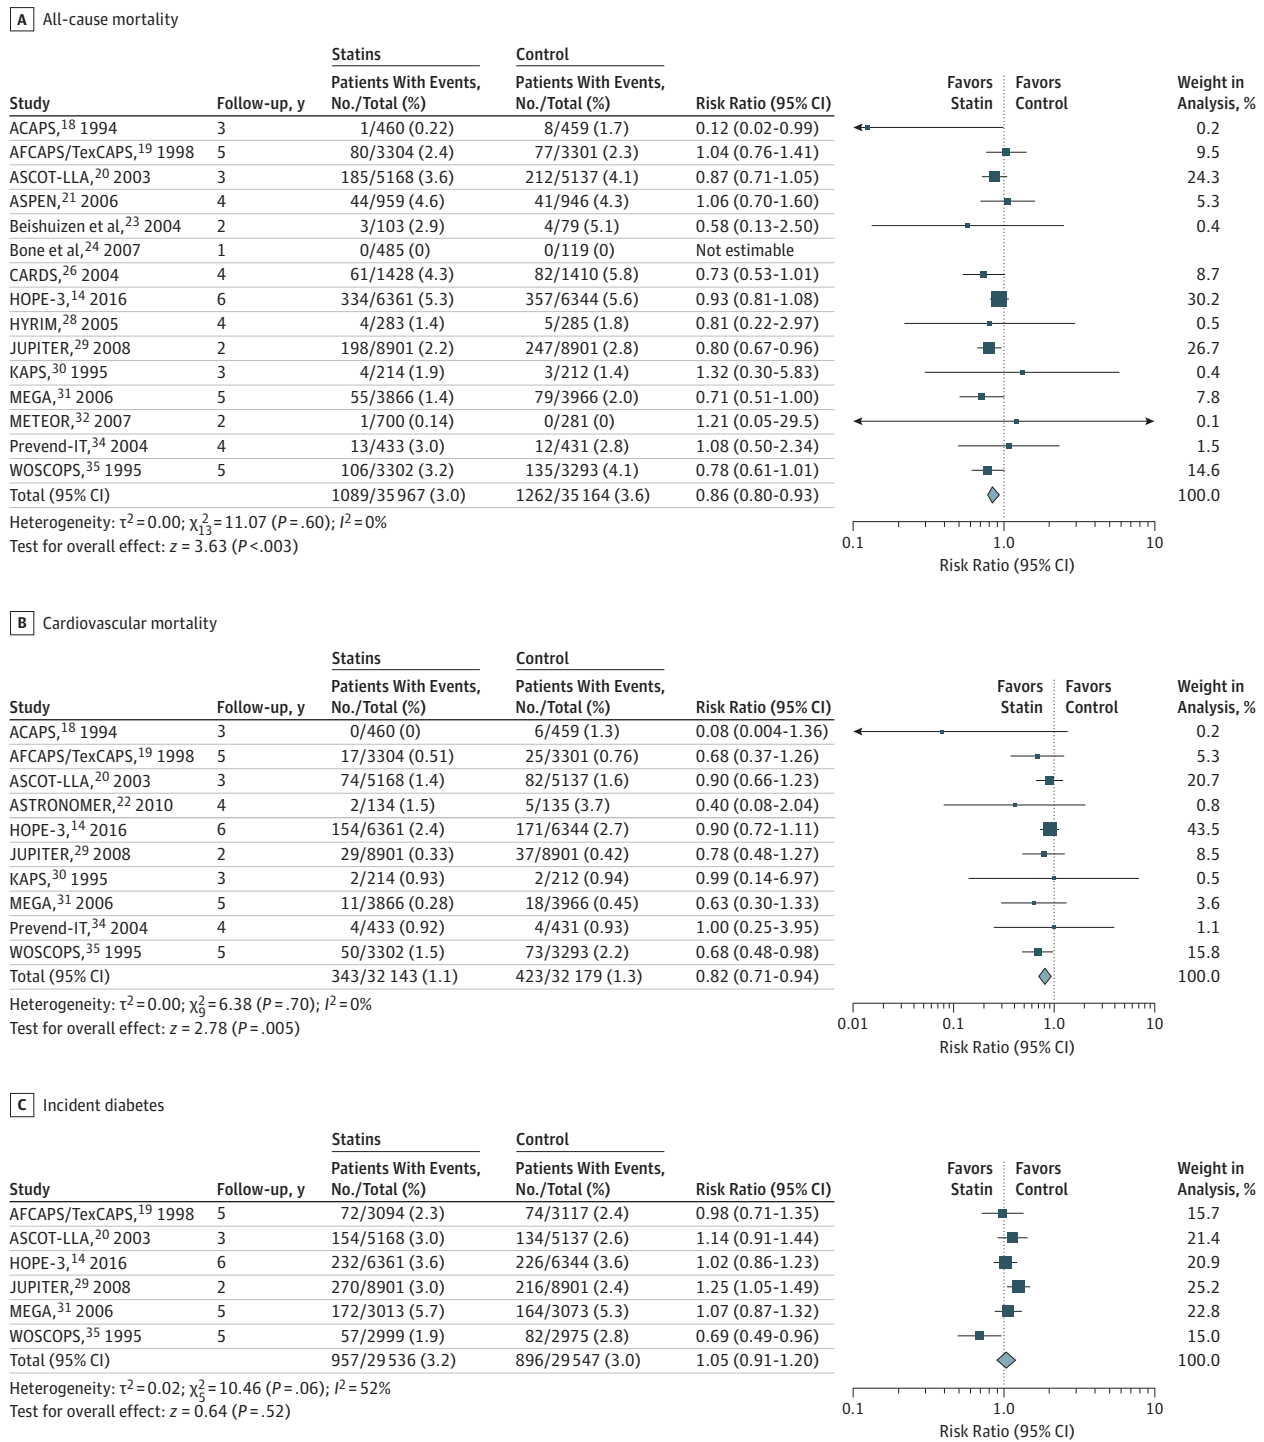 A All-cause mortality
Statins Control
Patients With Events, Patients With Events, Favors Favors Weight in
Study Follow-up, y No./Total (%) No./Total (%) Risk Ratio (95% CI) Statin Control Analysis, %
ACAPS,18 1994 3 1/460 (0.22) 8/459 (1.7) 0.12 (0.02-0.99) 0.2
AFCAPS/TexCAPS,19 1998 5 80/3304 (2.4) 77/3301 (2.3) 1.04 (0.76-1.41) 9.5
ASCOT-LLA,20 2003 3 185/5168 (3.6) 212/5137 (4.1) 0.87 (0.71-1.05) 24.3
ASPEN,21 2006 4 44/959 (4.6) 41/946 (4.3) 1.06 (0.70-1.60) 5.3
Beishuizen et al,23 2004 2 3/103 (2.9) 4/79 (5.1) 0.58 (0.13-2.50) 0.4
Bone et al,24 2007 1 0/485 (0) 0/119 (0) Not estimable
CARDS,26 2004 4 61/1428 (4.3) 82/1410 (5.8) 0.73 (0.53-1.01) 8.7
HOPE-3,14 2016 6 334/6361 (5.3) 357/6344 (5.6) 0.93 (0.81-1.08) 30.2
HYRIM,28 2005 4 4/283 (1.4) 5/285 (1.8) 0.81 (0.22-2.97) 0.5
JUPITER,29 2008 2 198/8901 (2.2) 247/8901 (2.8) 0.80 (0.67-0.96) 26.7
KAPS,30 1995 3 4/214 (1.9) 3/212 (1.4) 1.32 (0.30-5.83) 0.4
MEGA,31 2006 5 55/3866 (1.4) 79/3966 (2.0) 0.71 (0.51-1.00) 7.8
METEOR,32 2007 2 1/700 (0.14) 0/281 (0) 1.21 (0.05-29.5) 0.1
Prevend-IT,34 2004 4 13/433 (3.0) 12/431 (2.8) 1.08 (0.50-2.34) 1.5
WOSCOPS,35 1995 5 106/3302 (3.2) 135/3293 (4.1) 0.78 (0.61-1.01) 14.6
Total (95% CI) 1089/35 967 (3.0) 1262/35 164 (3.6) 0.86 (0.80-0.93) 100.0
Heterogeneity: τ2 = 0.00; χ2 13 = 11.07 (P = .60); I2 = 0%
Test for overall effect: z = 3.63 (P <.003)
0.1 1.0 10
Risk Ratio (95% CI)
B Cardiovascular mortality
Statins Control
Patients With Events, Patients With Events, Favors Favors Weight in
Study Follow-up, y No./Total (%) No./Total (%) Risk Ratio (95% CI) Statin Control Analysis, %
ACAPS,18 1994 3 0/460 (0) 6/459 (1.3) 0.08 (0.004-1.36) 0.2
AFCAPS/TexCAPS,19 1998 5 17/3304 (0.51) 25/3301 (0.76) 0.68 (0.37-1.26) 5.3
ASCOT-LLA,20 2003 3 74/5168 (1.4) 82/5137 (1.6) 0.90 (0.66-1.23) 20.7
ASTRONOMER,22 2010 4 2/134 (1.5) 5/135 (3.7) 0.40 (0.08-2.04) 0.8
HOPE-3,14 2016 6 154/6361 (2.4) 171/6344 (2.7) 0.90 (0.72-1.11) 43.5
JUPITER,29 2008 2 29/8901 (0.33) 37/8901 (0.42) 0.78 (0.48-1.27) 8.5
KAPS,30 1995 3 2/214 (0.93) 2/212 (0.94) 0.99 (0.14-6.97) 0.5
MEGA,31 2006 5 11/3866 (0.28) 18/3966 (0.45) 0.63 (0.30-1.33) 3.6
Prevend-IT,34 2004 4 4/433 (0.92) 4/431 (0.93) 1.00 (0.25-3.95) 1.1
WOSCOPS,35 1995 5 50/3302 (1.5) 73/3293 (2.2) 0.68 (0.48-0.98) 15.8
Total (95% CI) 343/32 143 (1.1) 423/32 179 (1.3) 0.82 (0.71-0.94) 100.0
Heterogeneity: τ2 = 0.00; χ2 9 = 6.38 (P = .70); I2 = 0%
Test for overall effect: z = 2.78 (P = .005)
0.01 0.1 1.0 10
Risk Ratio (95% CI)
C Incident diabetes
Statins Control
Patients With Events, Patients With Events, Favors Favors Weight in
Study Follow-up, y No./Total (%) No./Total (%) Risk Ratio (95% CI) Statin Control Analysis, %
AFCAPS/TexCAPS,19 1998 5 72/3094 (2.3) 74/3117 (2.4) 0.98 (0.71-1.35) 15.7
ASCOT-LLA,20 2003 3 154/5168 (3.0) 134/5137 (2.6) 1.14 (0.91-1.44) 21.4
HOPE-3,14 2016 6 232/6361 (3.6) 226/6344 (3.6) 1.02 (0.86-1.23) 20.9
JUPITER,29 2008 2 270/8901 (3.0) 216/8901 (2.4) 1.25 (1.05-1.49) 25.2
MEGA,31 2006 5 172/3013 (5.7) 164/3073 (5.3) 1.07 (0.87-1.32) 22.8
WOSCOPS,35 1995 5 57/2999 (1.9) 82/2975 (2.8) 0.69 (0.49-0.96) 15.0
Total (95% CI) 957/29 536 (3.2) 896/29 547 (3.0) 1.05 (0.91-1.20) 100.0
Heterogeneity: τ2 = 0.02; χ2 5 = 10.46 (P = .06); I2 = 52%
Test for overall effect: z = 0.64 (P = .52)
0.1 1.0 10
Risk Ratio (95% CI)